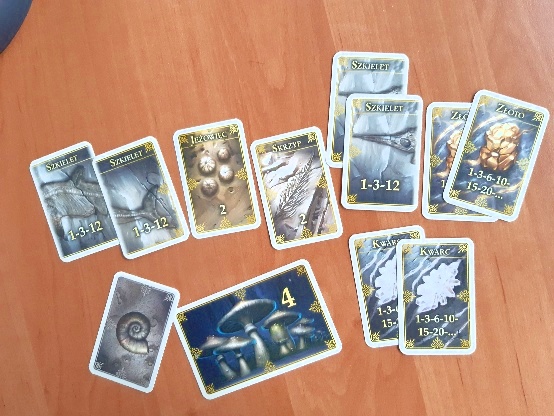 SZKIELET
SZKIELET
1-3-12
ZŁOTO
1-3-6-10-
15-20-...
SZKIELET
1-3-12
SZKIELET
1-3-12
JEŻOWIEC
2
SKRZYP
2
KWARC
KWARC
1-3-6-10-
15-20-...
4